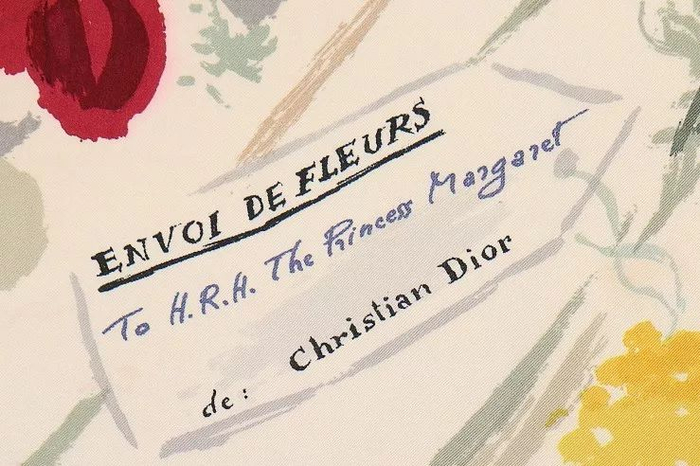 ENVOI DE FLEURS
To H.R.H. The Princess Margaret
de: Christian Dior